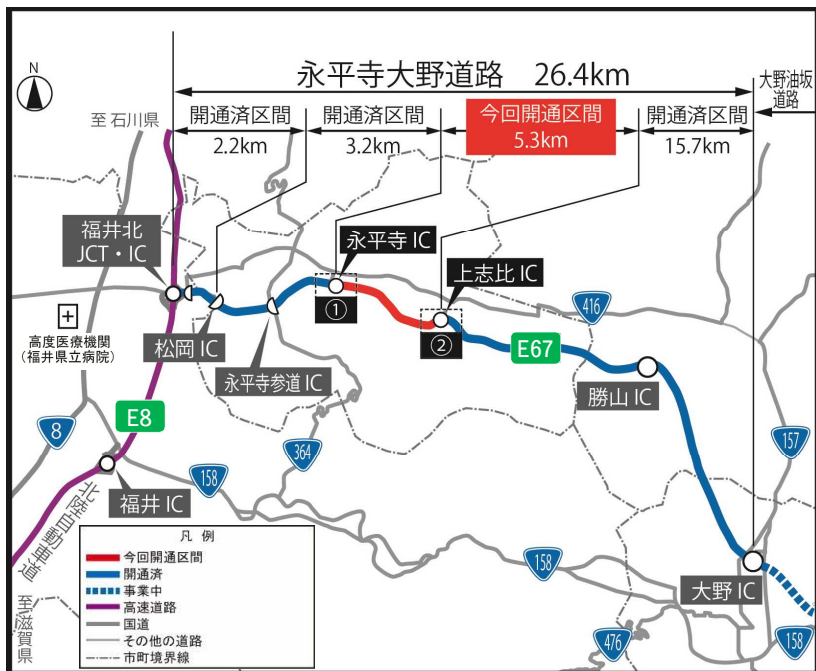 永平寺大野道路 26.4km
大野油坂
道路
N
至 石川県
開通済区間
2.2km
開通済区間
3.2km
今回開通区間
5.3km
開通済区間
15.7km
福井北
JCT・IC
永平寺 IC
①
上志比 IC
②
416
高度医療機関
(福井県立病院)
松岡 IC
永平寺参道 IC
E67
勝山 IC
E8
8
364
157
158
福井 IC
北陸自動車道
至 滋賀県
凡 例
今回開通区間
開通済
事業中
高速道路
国道
その他の道路
市町境界線
158
大野 IC
476
158